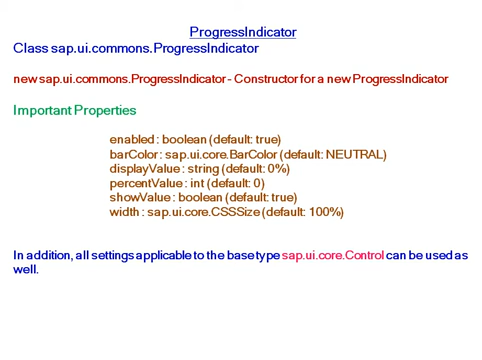 ProgressIndicator
Class sap.ui.commons.ProgressIndicator
new sap.ui.commons.ProgressIndicator - Constructor for a new ProgressIndicator
Important Properties
enabled : boolean (default: true)
barColor : sap.ui.core.BarColor (default: NEUTRAL)
displayValue : string (default: 0%)
percentValue : int (default: 0)
showValue : boolean (default: true)
width : sap.ui.core.CSSSize (default: 100%)
In addition, all settings applicable to the base type sap.ui.core.Control can be used as
well.